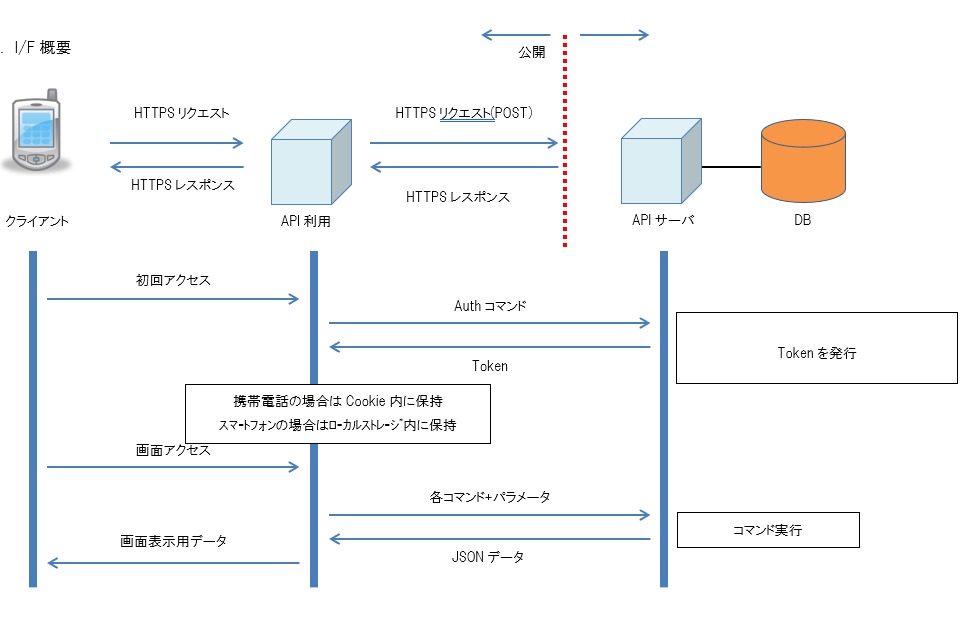 . I/F 概要
公開
HTTPS リクエスト
HTTPS リクエスト(POST)
HTTPS レスポンス
HTTPS レスポンス
クライアント
API 利用
API サーバ
DB
初回アクセス
Auth コマンド
Token を発行
Token
携帯電話の場合は Cookie 内に保持
スマートフォンの場合はローカルストレージ内に保持
画面アクセス
各コマンド+パラメータ
コマンド実行
画面表示用データ
JSON データ